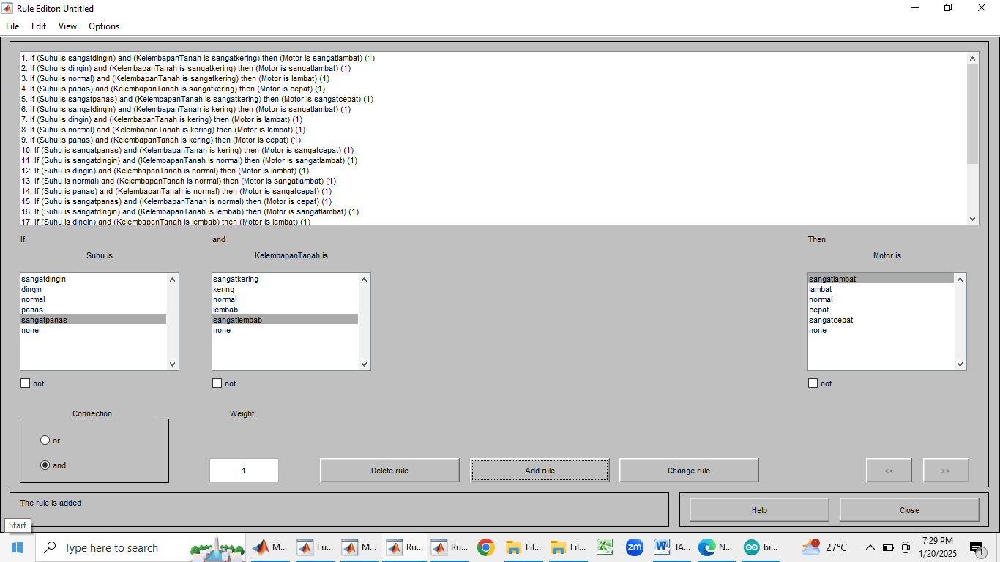 Rule Editor: Untitled
File Edit View Options
1. If (Suhu is sangatdingin) and (KelembapanTanah is sangatkering) then (Motor is sangatlambat) (1)
2. If (Suhu is dingin) and (KelembapanTanah is sangatkering) then (Motor is sangatlambat) (1)
3. If (Suhu is normal) and (KelembapanTanah is sangatkering) then (Motor is lambat) (1)
4. If (Suhu is panas) and (KelembapanTanah is sangatkering) then (Motor is cepat) (1)
5. If (Suhu is sangatpanas) and (KelembapanTanah is sangatkering) then (Motor is sangatcepat) (1)
6. If (Suhu is sangatdingin) and (KelembapanTanah is kering) then (Motor is sangatlambat) (1)
7. If (Suhu is dingin) and (KelembapanTanah is kering) then (Motor is lambat) (1)
8. If (Suhu is normal) and (KelembapanTanah is kering) then (Motor is lambat) (1)
9. If (Suhu is panas) and (KelembapanTanah is kering) then (Motor is cepat) (1)
10. If (Suhu is sangatpanas) and (KelembapanTanah is kering) then (Motor is sangatcepat) (1)
11. If (Suhu is sangatdingin) and (KelembapanTanah is normal) then (Motor is sangatlambat) (1)
12. If (Suhu is dingin) and (KelembapanTanah is normal) then (Motor is lambat) (1)
13. If (Suhu is normal) and (KelembapanTanah is normal) then (Motor is sangatlambat) (1)
14. If (Suhu is panas) and (KelembapanTanah is normal) then (Motor is sangatcepat) (1)
15. If (Suhu is sangatpanas) and (KelembapanTanah is normal) then (Motor is cepat) (1)
16. If (Suhu is sangatdingin) and (KelembapanTanah is lembab) then (Motor is sangatlambat) (1)
17. If (Suhu is dingin) and (KelembapanTanah is lembab) then (Motor is lambat) (1)
If and Then
Suhu is KelembapanTanah is Motor is
sangatdingin sangatkering sangatlambat
dingin kering lambat
normal normal normal
panas lembab cepat
sangatpanas sangatlembab sangatcepat
none none none
not not not
Connection Weight:
or
and 1 Delete rule Add rule Change rule << >>
The rule is added Help Close
Start
Type here to search M... Fu... M... Ru... Ru... Fil... Fil... zm TA... N... bi... 1 27°C 7:29 PM
1/20/2025 1